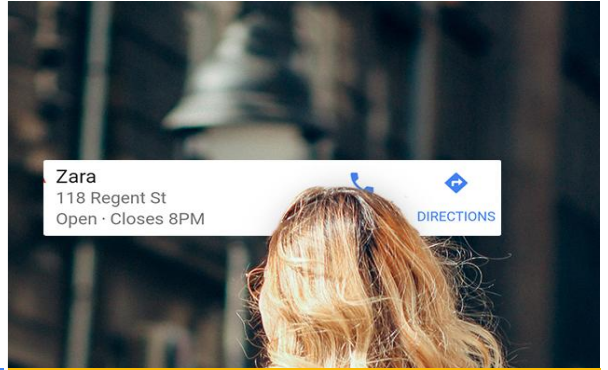 Zara
118 Regent St
Open · Closes 8PM
DIRECTIONS